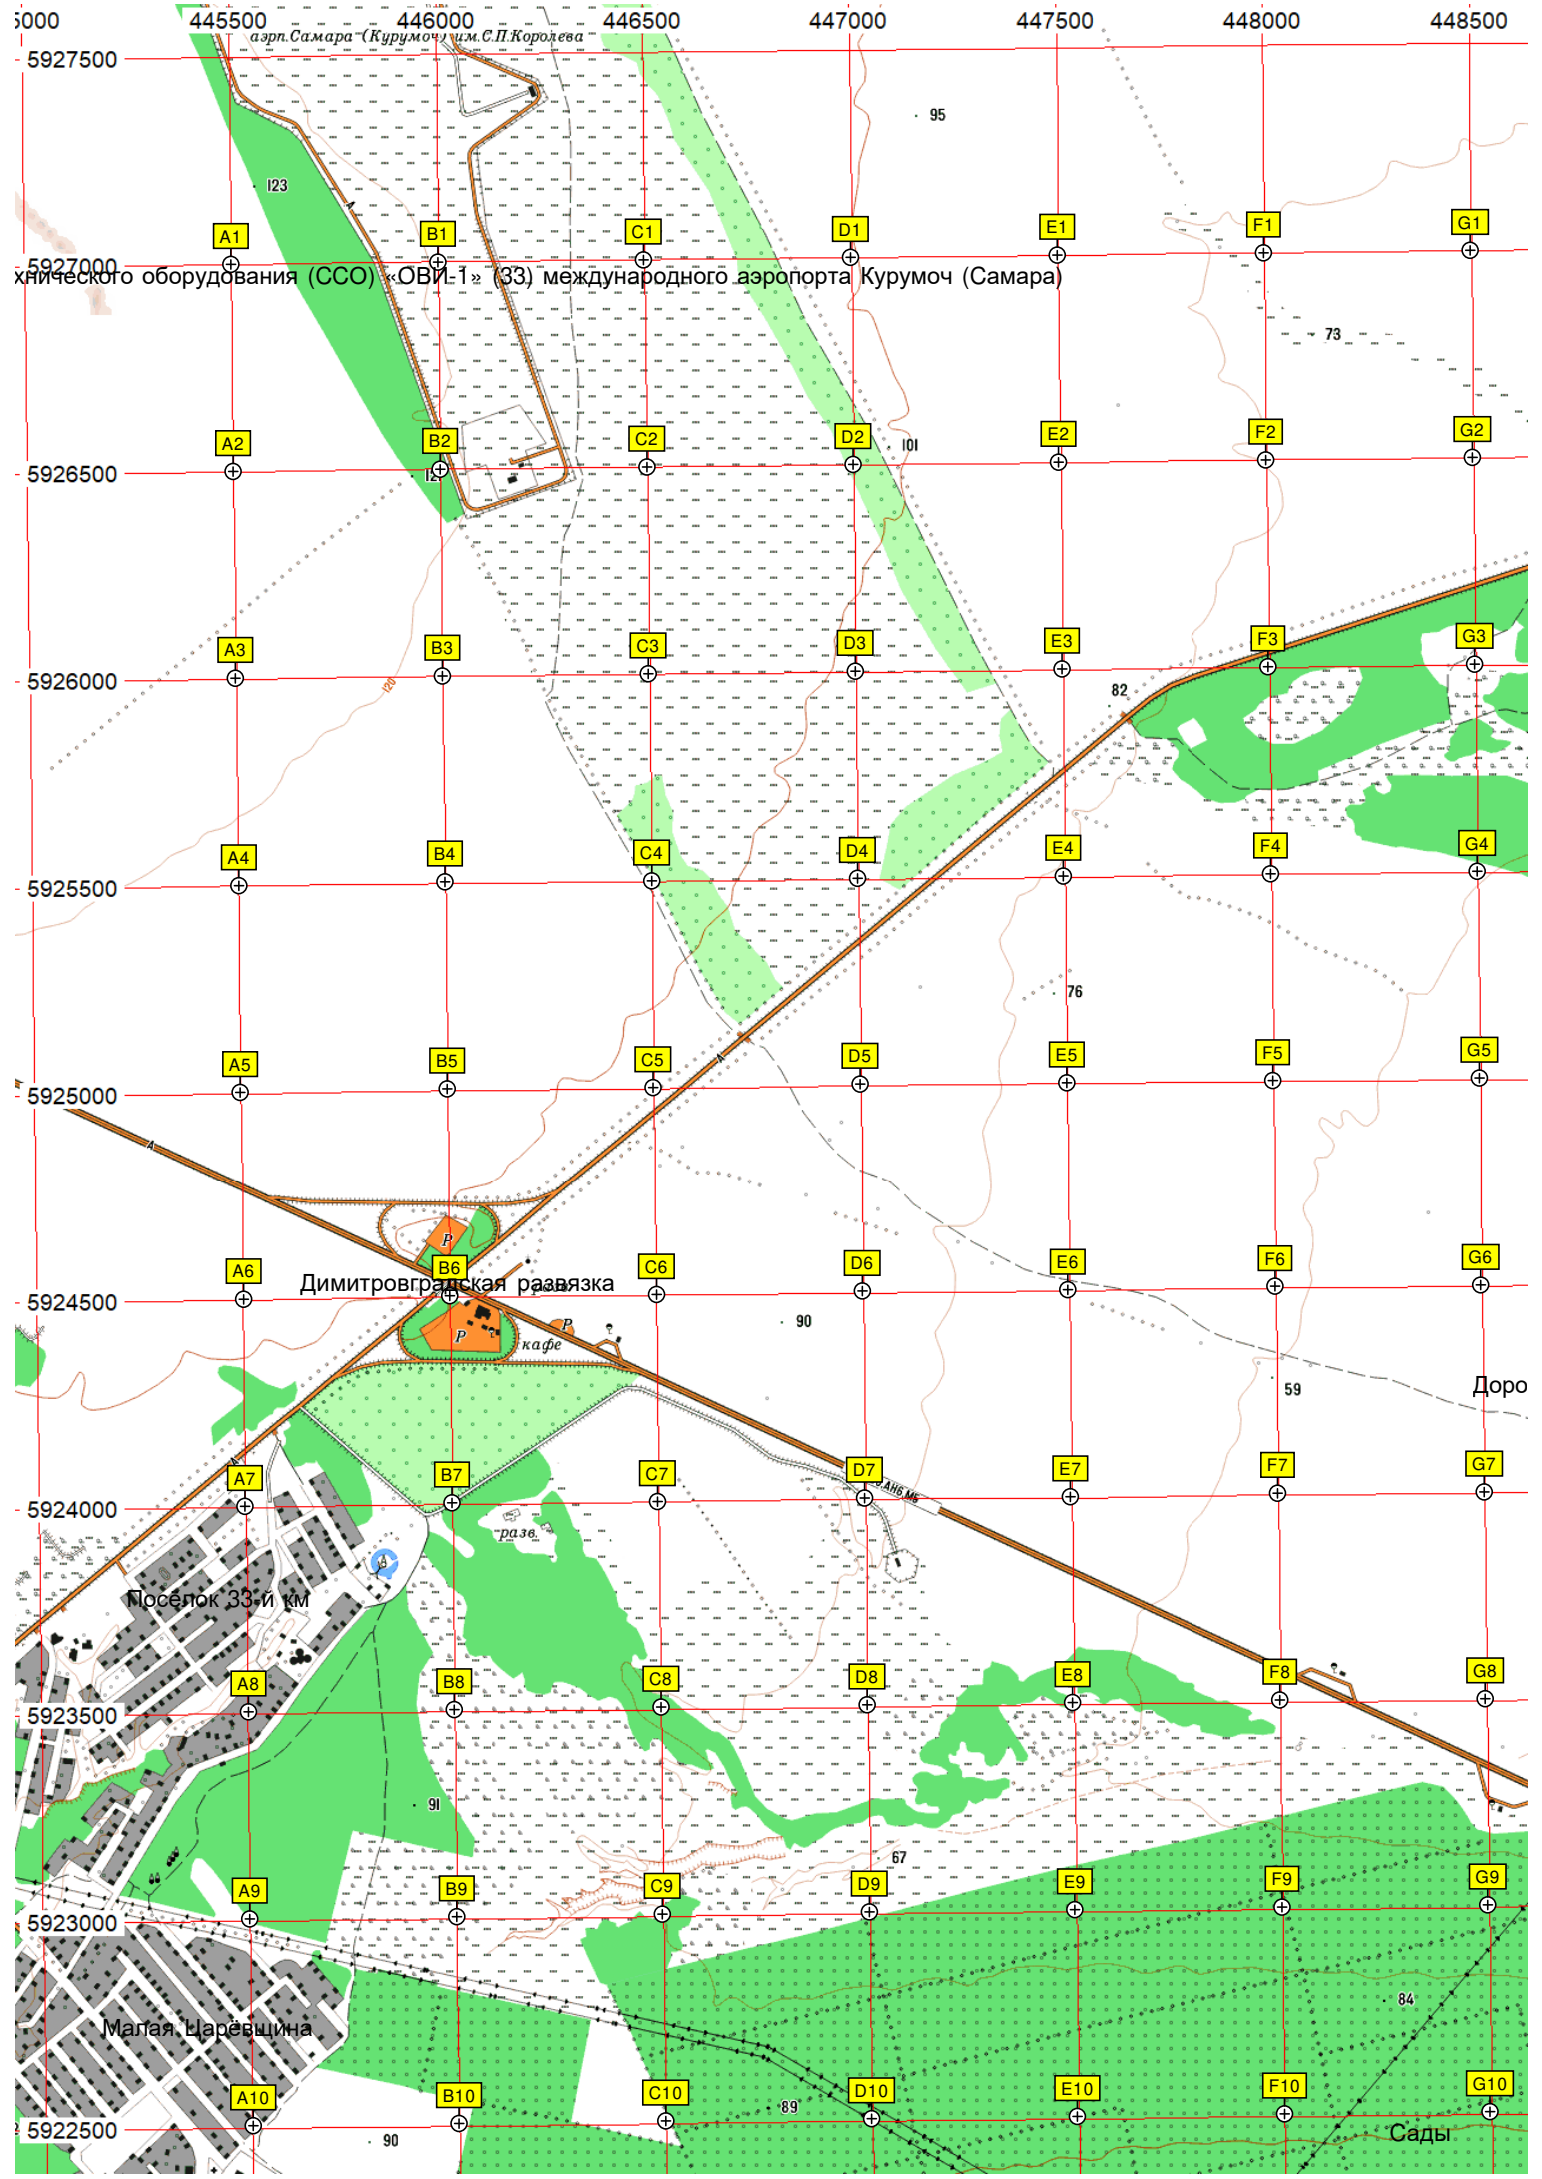 5000 445500 446000 446500 447000 447500 448000 448500
аэрп.Самара-(Курумоч) им.С.П.Королева
5927500
95
123
A1 B1 C1 D1 E1 F1 G1
5927000
хнического оборудования (ССО) «ОВИ-1» (33) международного аэропорта Курумоч (Самара)
73
A2 B2 C2 D2 E2 F2 G2
101
5926500
A3 B3 C3 D3 E3 F3 G3
5926000
120
82
A4 B4 C4 D4 E4 F4 G4
5925500
76
A5 B5 C5 D5 E5 F5 G5
5925000
А
А
Р
A6 B6 C6 D6 E6 F6 G6
Димитровградская развязка
5924500
90
Р
Р
кафе
59
Доро
А
A7 B7 C7 D7 E7 F7 G7
АН6 М5
5924000
разв.
Посёлок 33-й км
A8 B8 C8 D8 E8 F8 G8
5923500
91
67
A9 B9 C9 D9 E9 F9 G9
5923000
84
Малая Царёвщина
A10 B10 C10 D10 E10 F10 G10
89
5922500
90
Сады